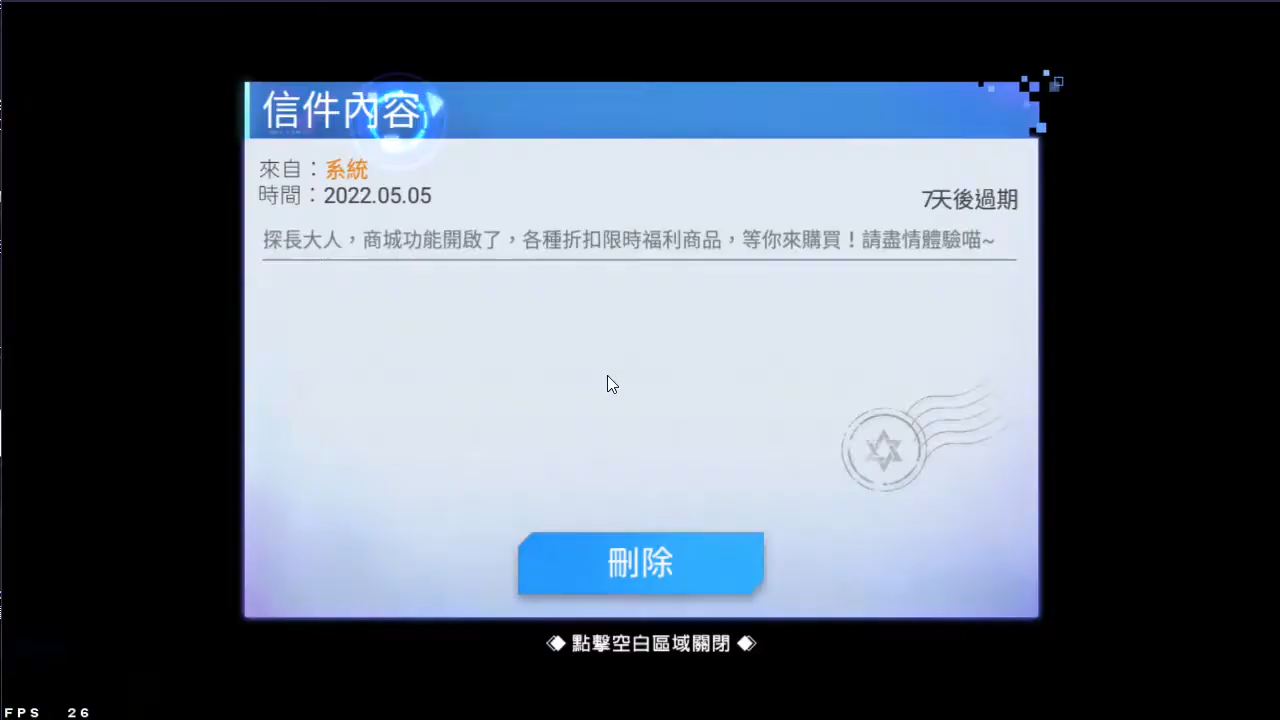 信件內容
來自：系統
時間：2022.05.05
7天後過期
探長大人，商城功能開啟了，各種折扣限時福利商品，等你來購買！請盡情體驗喵~
刪除
點擊空白區域關閉
FPS 26